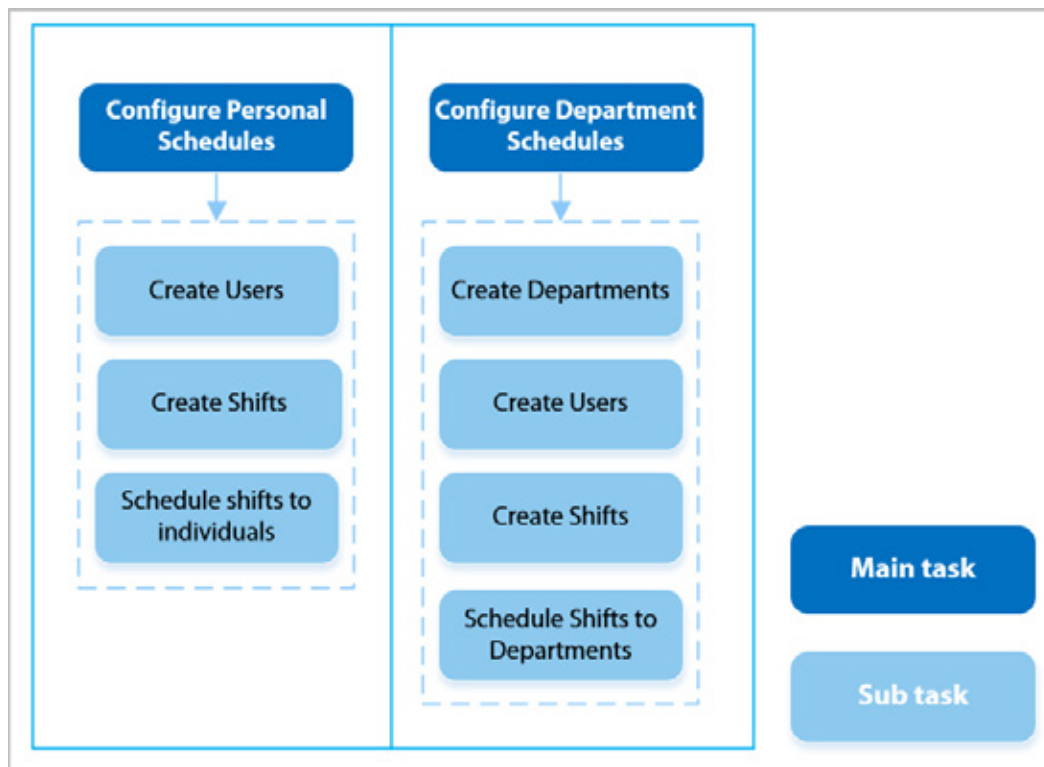 Configure Personal
Schedules
Create Users
Create Shifts
Schedule shifts to
individuals
Configure Department
Schedules
Create Departments
Create Users
Create Shifts
Schedule Shifts to
Departments
Main task
Sub task